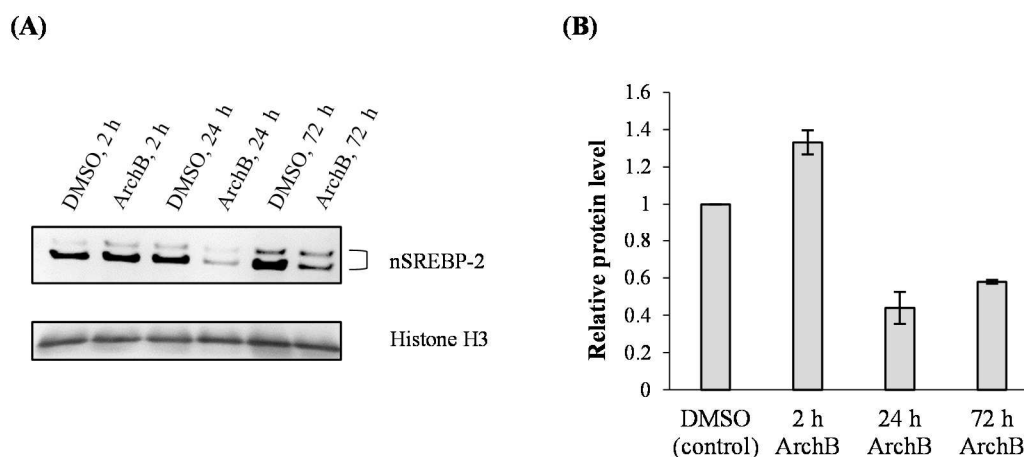 (A)
DMSO, 2 h
ArchB, 2 h
DMSO, 24 h
ArchB, 24 h
DMSO, 72 h
ArchB, 72 h
nSREBP-2
Histone H3
(B)
Relative protein level
1.6
1.4
1.2
1
0.8
0.6
0.4
0.2
0
DMSO
(control)
2 h
ArchB
24 h
ArchB
72 h
ArchB